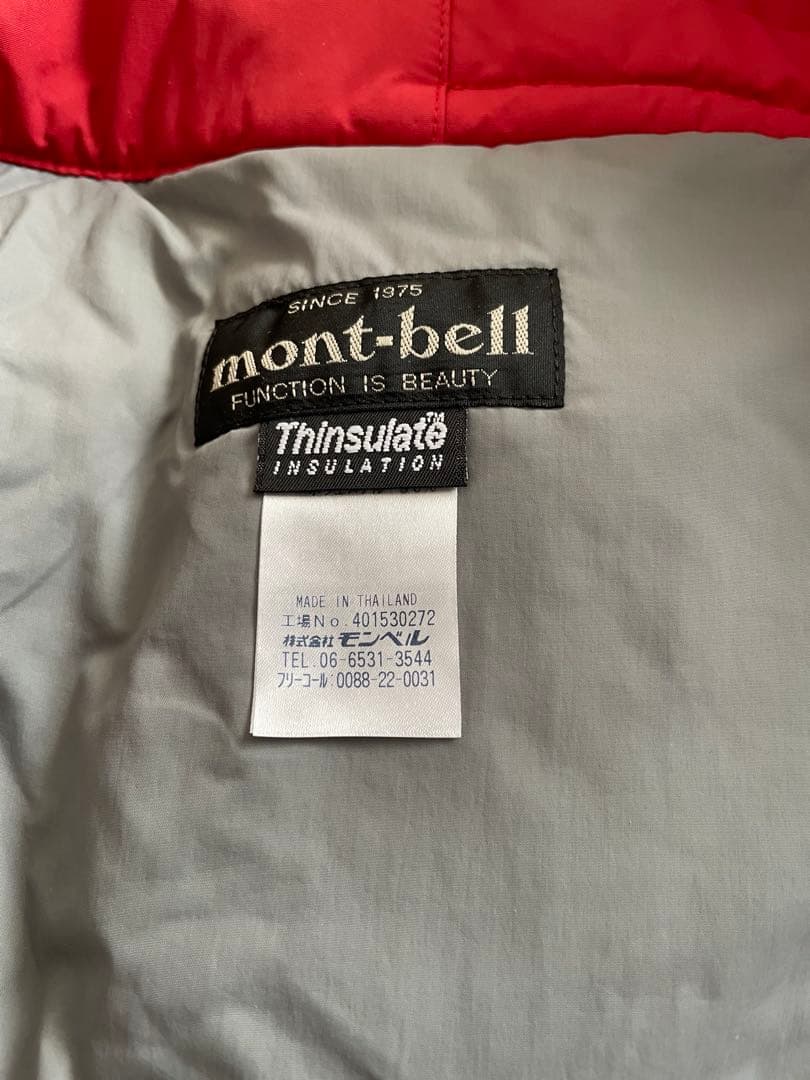 SINCE 1975
mont-bell
FUNCTION IS BEAUTY
Thinsulate™
INSULATION
MADE IN THAILAND
工場No.401530272
株式会社 モンベル
TEL.06-6531-3544
フリーコール:0088-22-0031